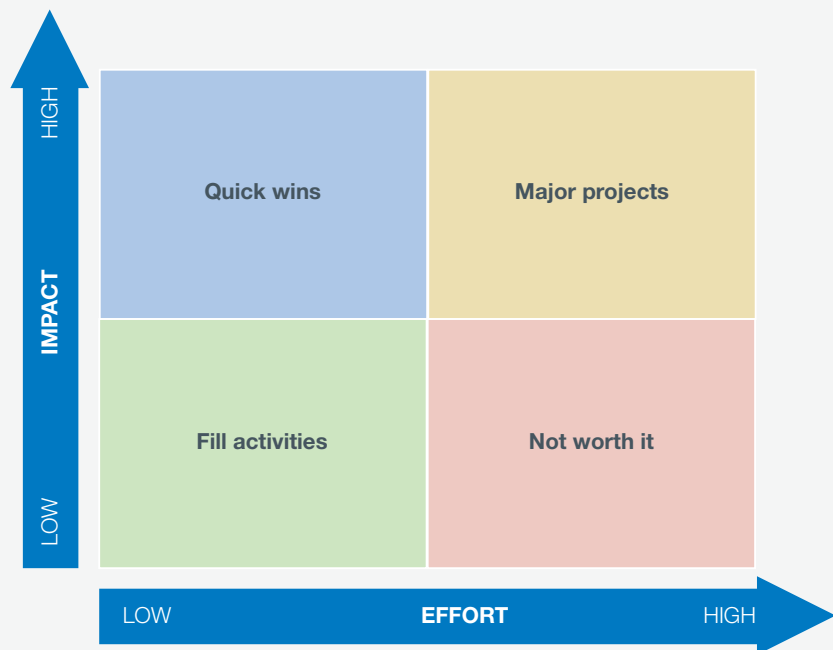 HIGH
Quick wins
Major projects
IMPACT
Fill activities
Not worth it
LOW
LOW
EFFORT
HIGH